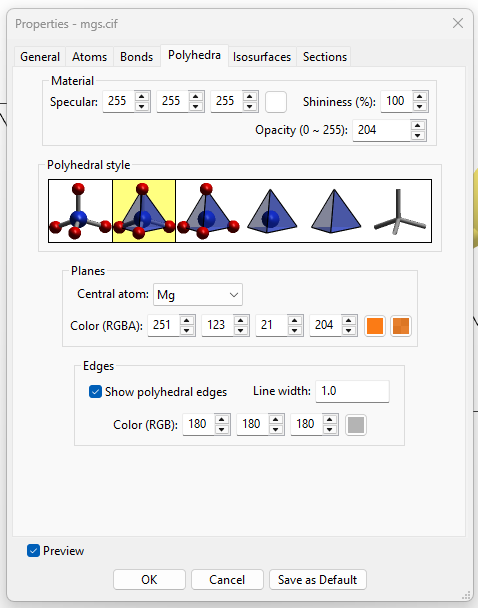 Properties - mgs.cif
General Atoms Bonds Polyhedra Isosurfaces Sections
Material
Specular: 255 255 255 Shininess (%): 100
Opacity (0 ~ 255): 204
Polyhedral style
Planes
Central atom: Mg
Color (RGBA): 251 123 21 204
Edges
Show polyhedral edges Line width: 1.0
Color (RGB): 180 180 180
Preview
OK Cancel Save as Default